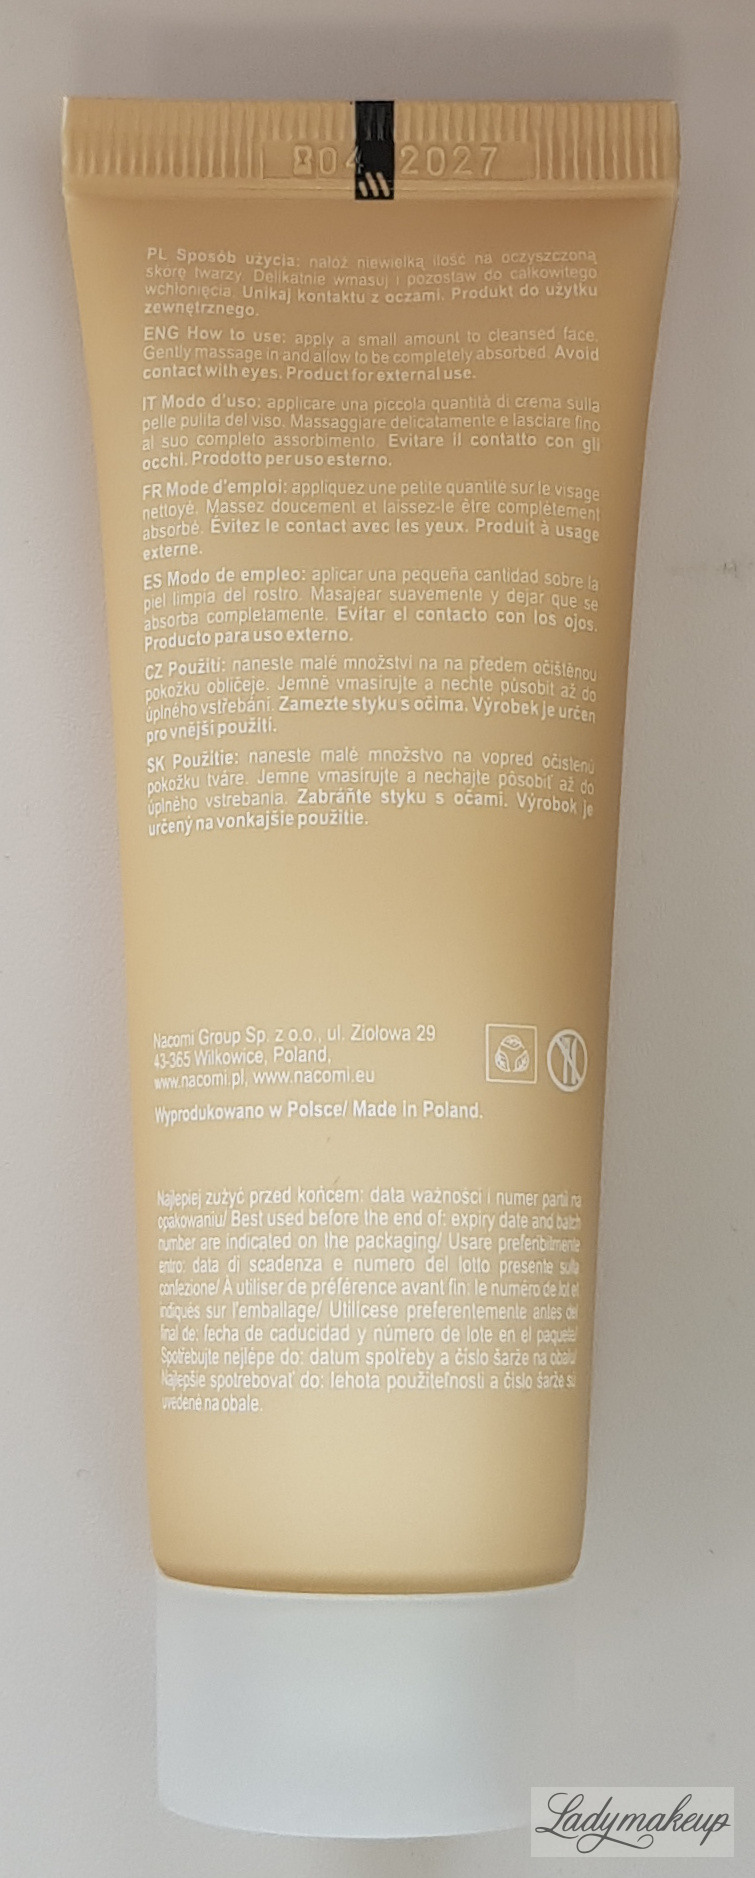 04 2027
PL Sposób użycia: nałóż niewielką ilość na oczyszczoną
skórę twarzy. Delikatnie wmasuj i pozostaw do całkowitego
wchłonięcia. Unikaj kontaktu z oczami. Produkt do użytku
zewnętrznego.
ENG How to use: apply a small amount to cleansed face.
Gently massage in and allow to be completely absorbed. Avoid
contact with eyes. Product for external use.
IT Modo d'uso: applicare una piccola quantità di crema sulla
pelle pulita del viso. Massaggiare delicatamente e lasciare fino
al suo completo assorbimento. Evitare il contatto con gli
occhi. Prodotto per uso esterno.
FR Mode d'emploi: appliquez une petite quantité sur le visage
nettoyé. Massez doucement et laissez-le être complètement
absorbé. Évitez le contact avec les yeux. Produit à usage
externe.
ES Modo de empleo: aplicar una pequeña cantidad sobre la
piel limpia del rostro. Masajear suavemente y dejar que se
absorba completamente. Evitar el contacto con los ojos.
Producto para uso externo.
CZ Použití: naneste malé množství na na předem očištěnou
pokožku obličeje. Jemně vmasírujte a nechte působit až do
úplného vstřebání. Zamezte styku s očima. Výrobek je určen
pro vnější použití.
SK Použitie: naneste malé množstvo na vopred očistenú
pokožku tváre. Jemne vmasírujte a nechajte pôsobiť až do
úplného vstrebania. Zabráňte styku s očami. Výrobok je
určený na vonkajšie použitie.
Nacomi Group Sp. z o.o., ul. Ziołowa 29
43-365 Wilkowice, Poland,
www.nacomi.pl, www.nacomi.eu
Wyprodukowano w Polsce/ Made in Poland.
Najlepiej zużyć przed końcem: data ważności i numer partii na
opakowaniu/ Best used before the end of: expiry date and batch
number are indicated on the packaging/ Usare preferibilmente
entro: data di scadenza e numero del lotto presente sulla
confezione/ À utiliser de préférence avant fin: le numéro de lot et
indiqués sur l'emballage/ Utilícese preferentemente antes del
final de: fecha de caducidad y número de lote en el paquete/
Spotřebujte nejlépe do: datum spotřeby a číslo šarže na obalu/
Najlepšie spotrebovať do: lehota použiteľnosti a číslo šarže sú
uvedené na obale.
Ladymakeup